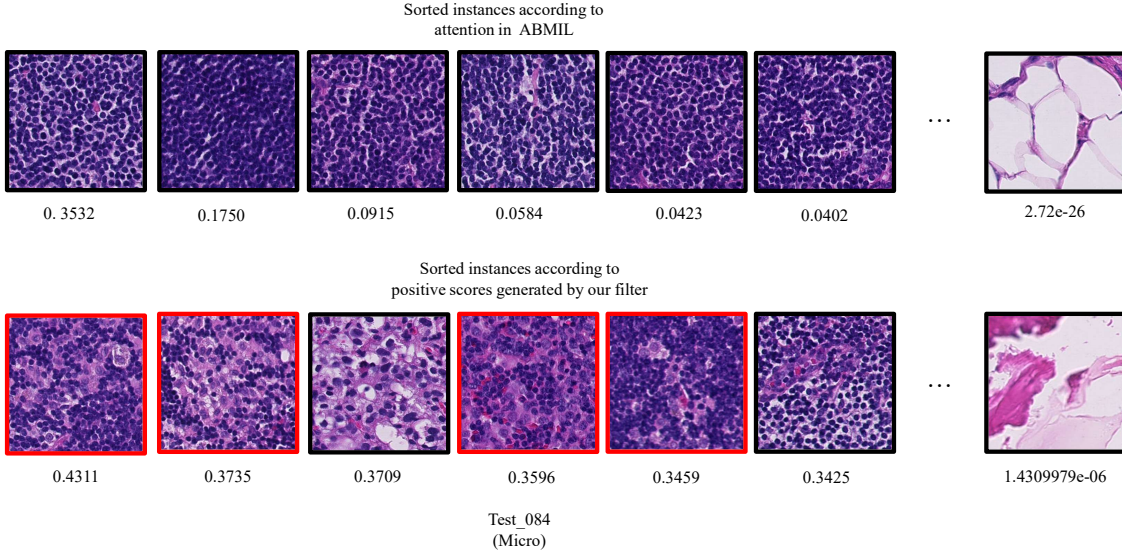 Sorted instances according to
attention in ABMIL
0. 3532 0.1750 0.0915 0.0584 0.0423 0.0402 ... 2.72e-26
Sorted instances according to
positive scores generated by our filter
0.4311 0.3735 0.3709 0.3596 0.3459 0.3425 ... 1.4309979e-06
Test_084
(Micro)